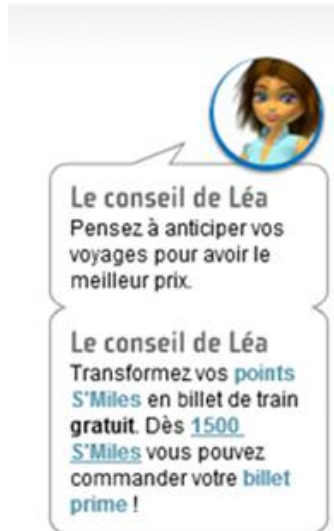 Le conseil de Léa
Pensez à anticiper vos
voyages pour avoir le
meilleur prix.
Le conseil de Léa
Transformez vos points
S'Miles en billet de train
gratuit. Dès 1500
S'Miles vous pouvez
commander votre billet
prime !